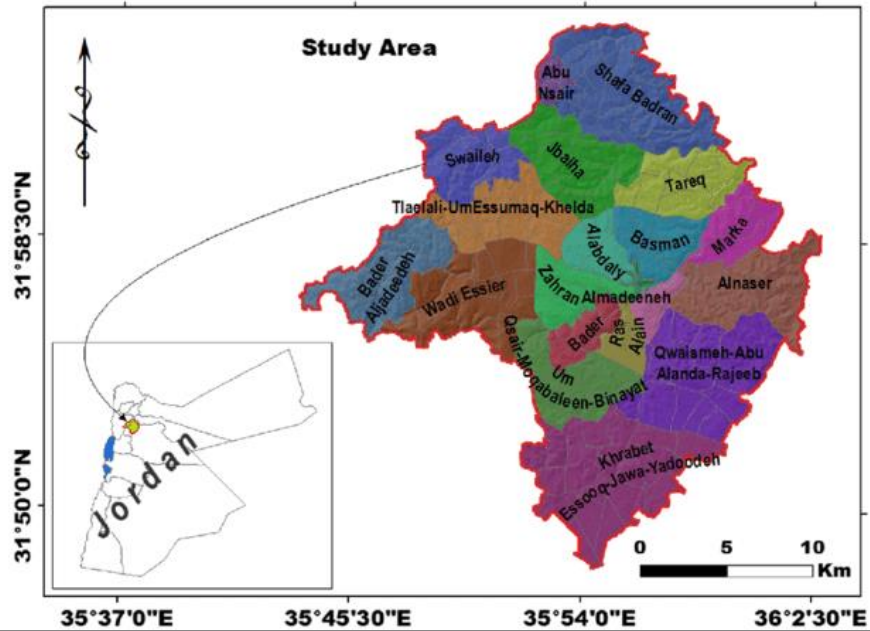 Study Area
Abu
Nsair
Shafa Badran
Swaileh
Jbaiha
Tareq
Tlaelali-UmEssumaq-Khelda
Alabdaly
Basman
Marka
Bader
Aljadeedeh
Wadi Essier
Zahran
Almadeeneh
Alnaser
Bader
Ras
Alain
Qwaismeh-Abu
Alanda-Rajeeb
Um
Qsair-Moqabaleen-Binayat
Khrabet
Essooq-Jawa-Yadoodeh
Jordan
31°58'30"N
31°50'0"N
0 5 10
Km
35°37'0"E 35°45'30"E 35°54'0"E 36°2'30"E